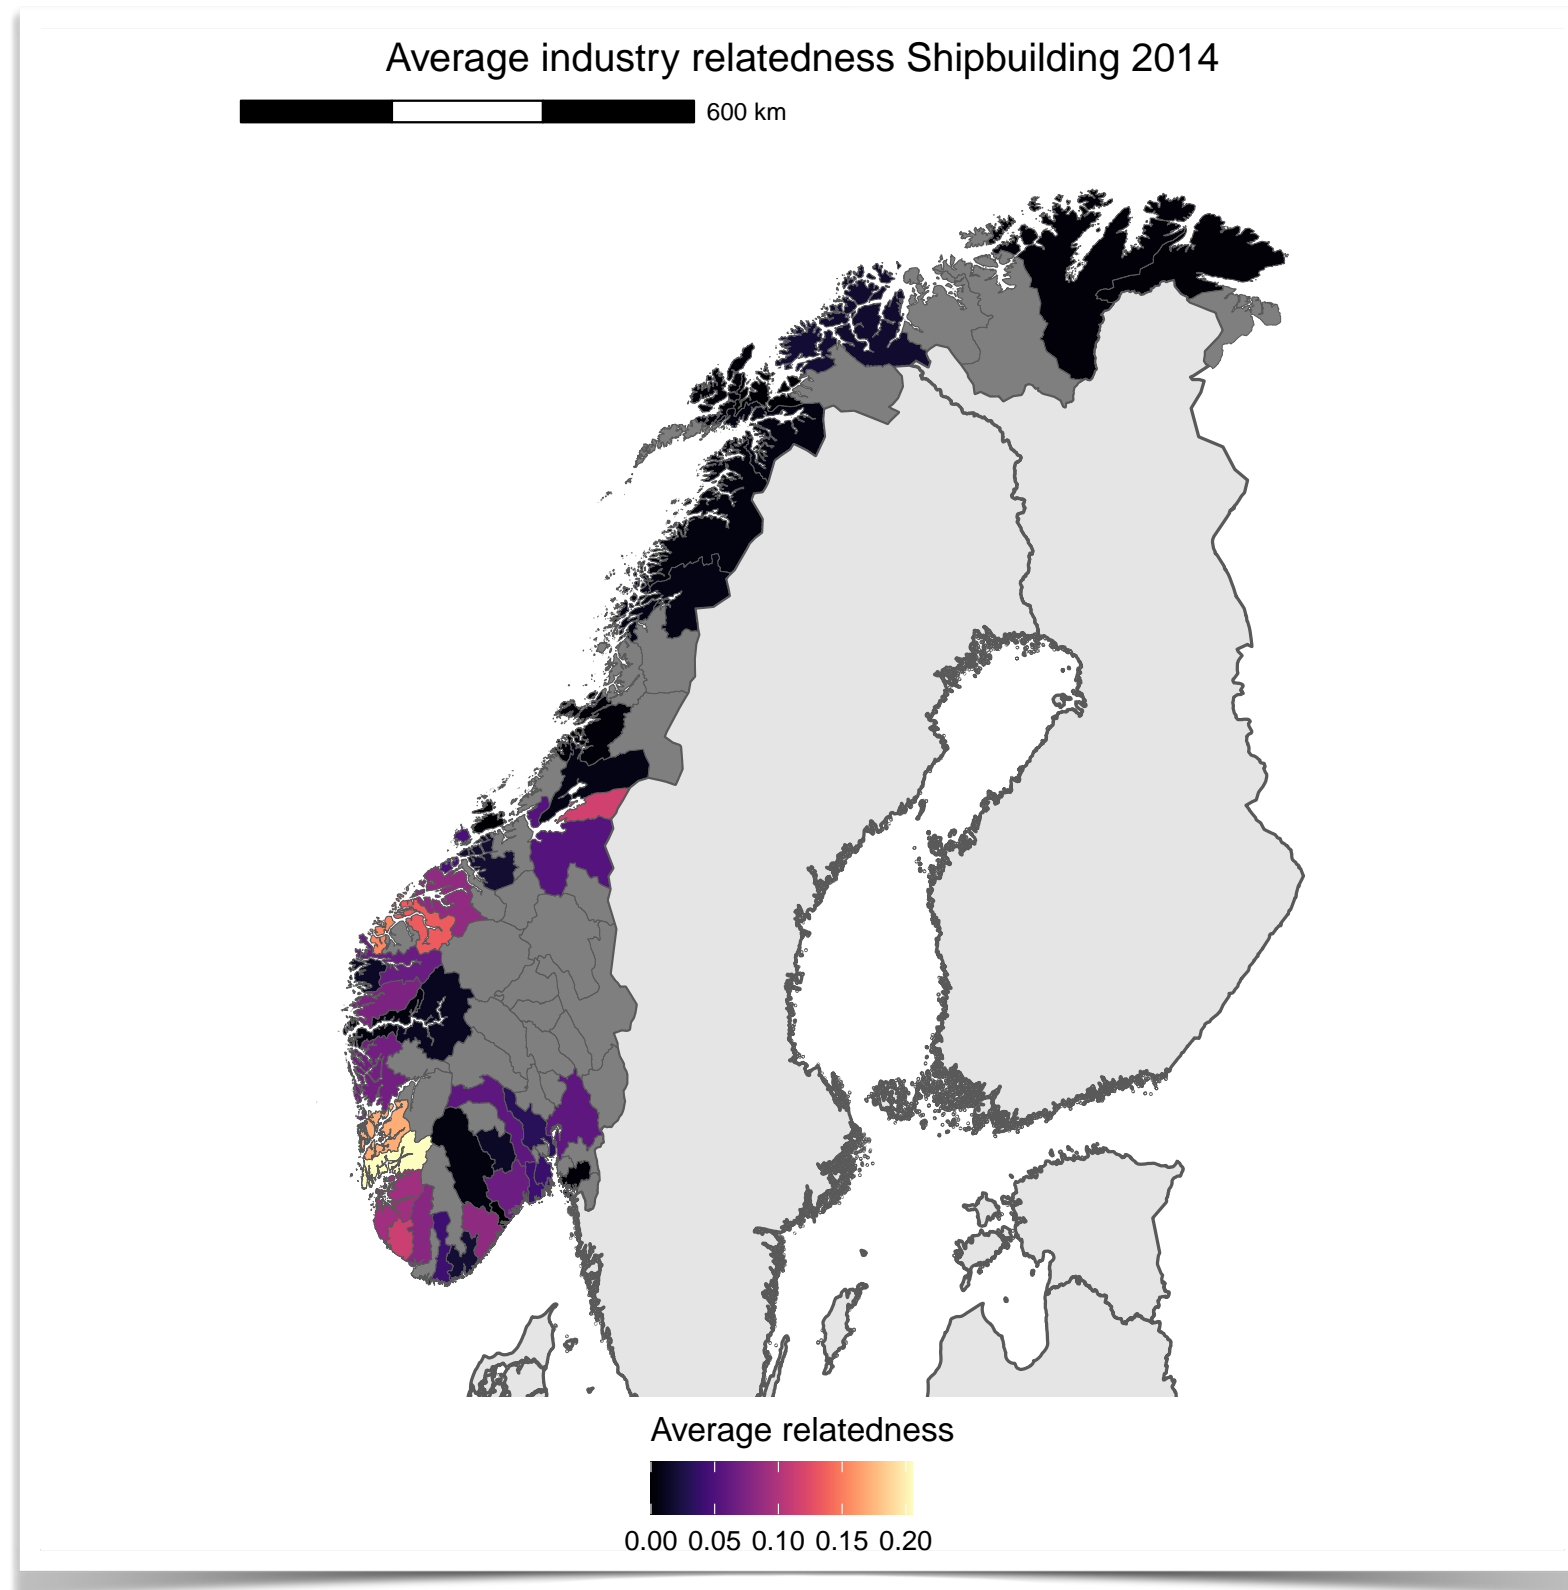 Average industry relatedness Shipbuilding 2014
600 km
Average relatedness
0.00 0.05 0.10 0.15 0.20